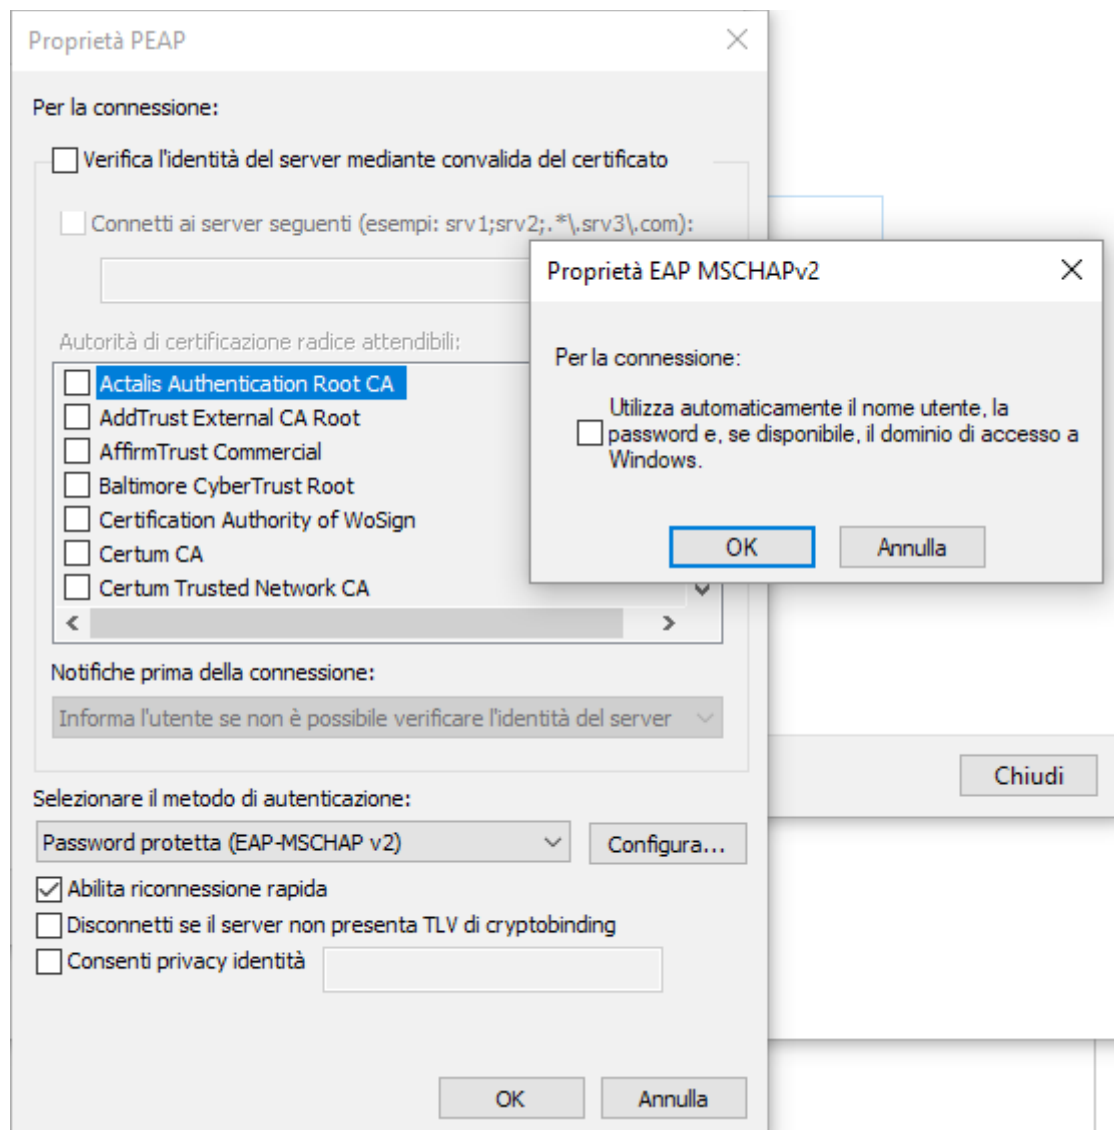 Proprietà PEAP
Per la connessione:
Verifica l'identità del server mediante convalida del certificato
Connetti ai server seguenti (esempi: srv1;srv2;.*\.srv3\.com):
Autorità di certificazione radice attendibili:
Actalis Authentication Root CA
AddTrust External CA Root
AffirmTrust Commercial
Baltimore CyberTrust Root
Certification Authority of WoSign
Certum CA
Certum Trusted Network CA
Notifiche prima della connessione:
Informa l'utente se non è possibile verificare l'identità del server
Selezionare il metodo di autenticazione:
Password protetta (EAP-MSCHAP v2)
Configura...
Abilita riconnessione rapida
Disconnetti se il server non presenta TLV di cryptobinding
Consenti privacy identità
OK
Annulla
Proprietà EAP MSCHAPv2
Per la connessione:
Utilizza automaticamente il nome utente, la
password e, se disponibile, il dominio di accesso a
Windows.
OK
Annulla
Chiudi